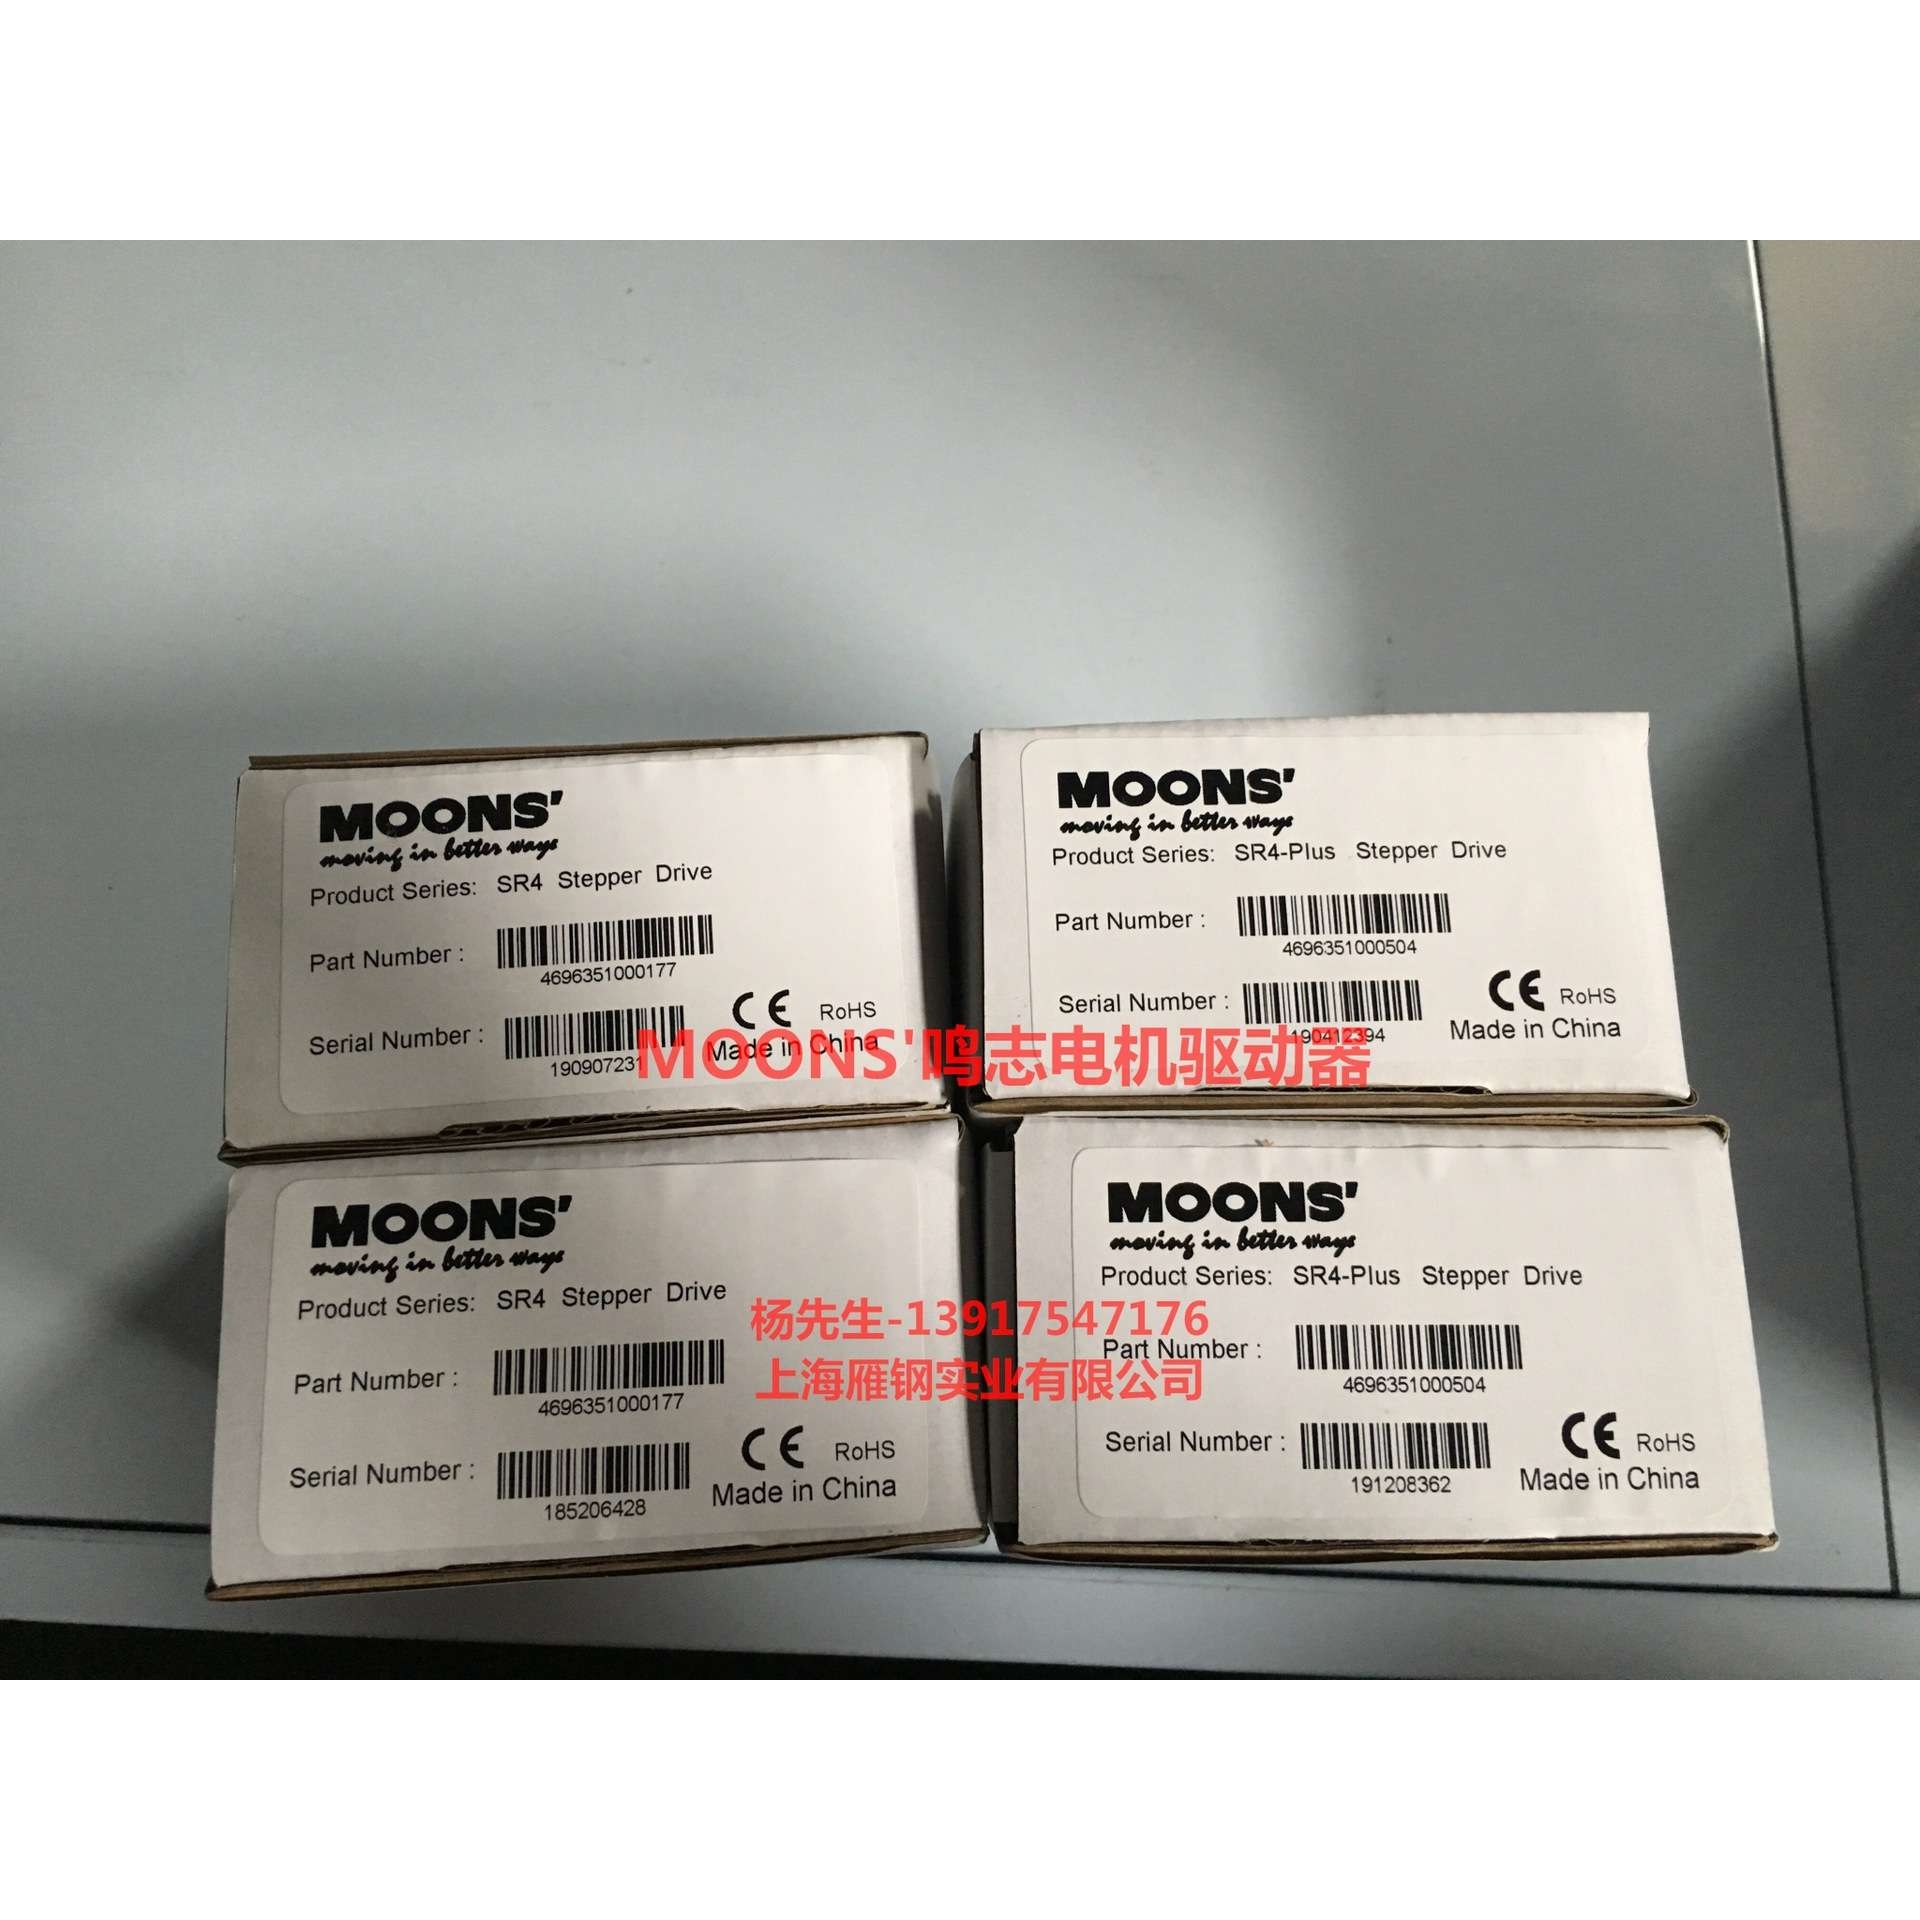 MOONS'
moving in better ways
Product Series: SR4 Stepper Drive
Part Number :
4696351000177
Serial Number :
190907231
CE RoHS
Made in China
MOONS'
moving in better ways
Product Series: SR4-Plus Stepper Drive
Part Number :
4696351000504
Serial Number :
190412394
CE RoHS
Made in China
MOONS'鸣志电机驱动器
MOONS'
moving in better ways
Product Series: SR4 Stepper Drive
Part Number :
4696351000177
Serial Number :
185206428
CE RoHS
Made in China
MOONS'
moving in better ways
Product Series: SR4-Plus Stepper Drive
Part Number :
4696351000504
Serial Number :
191208362
CE RoHS
Made in China
杨先生-13917547176
上海雁钢实业有限公司